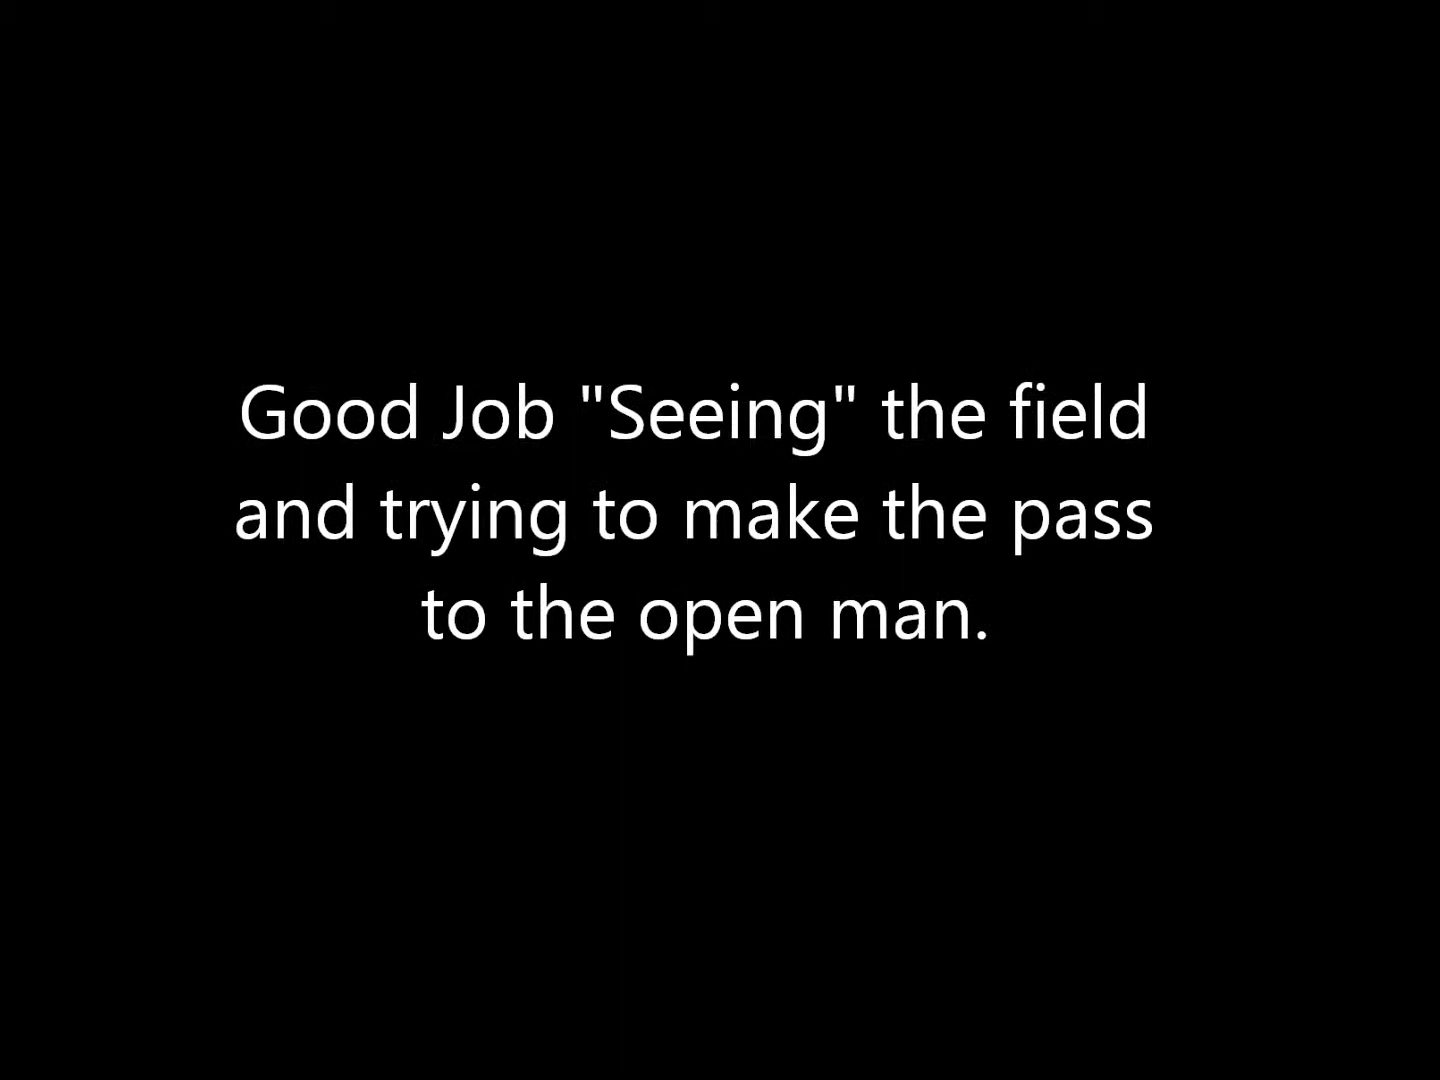 Good Job "Seeing" the field
and trying to make the pass
to the open man.